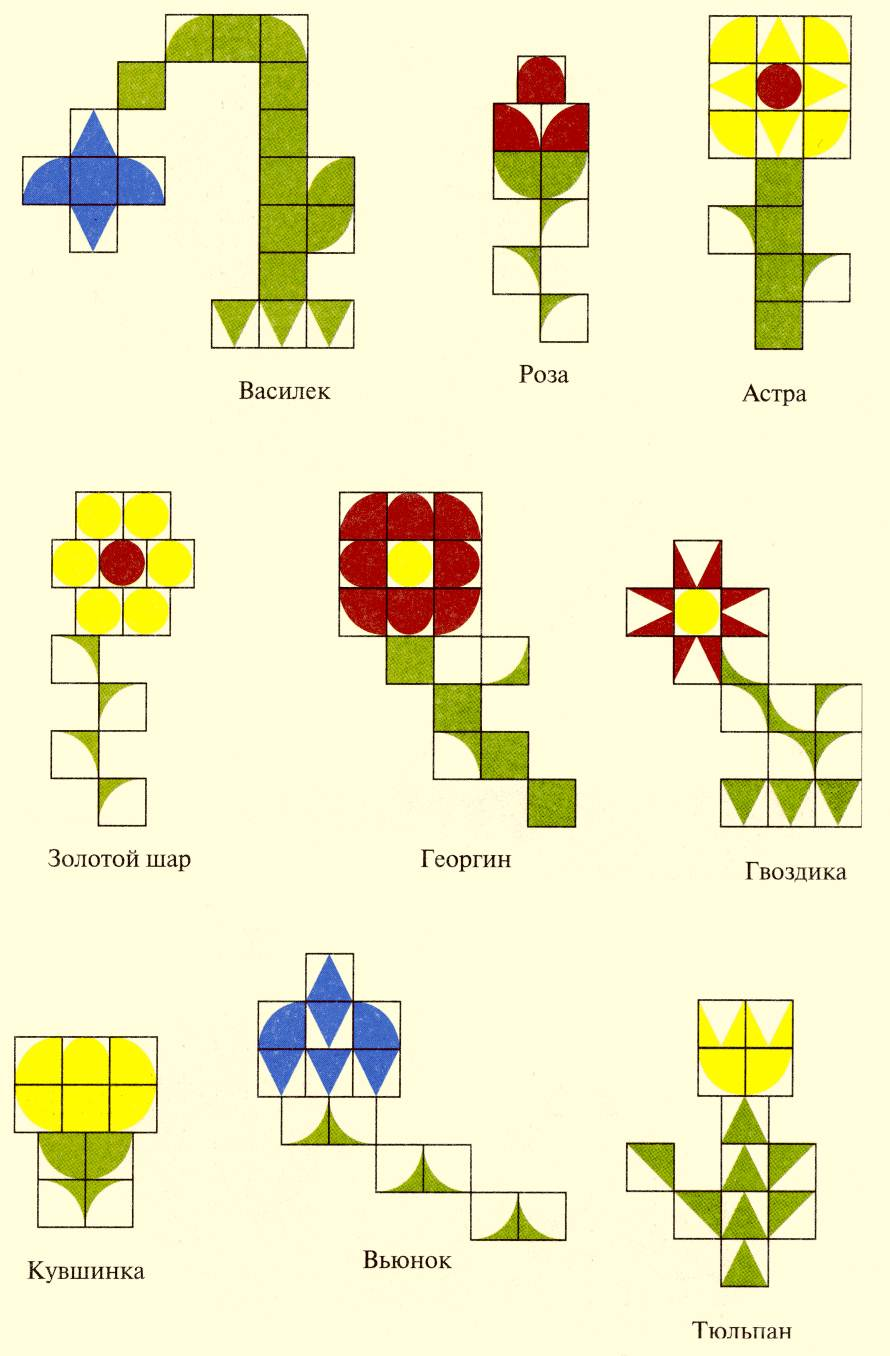 Василек
Роза
Астра
Золотой шар
Георгин
Гвоздика
Кувшинка
Вьюнок
Тюльпан